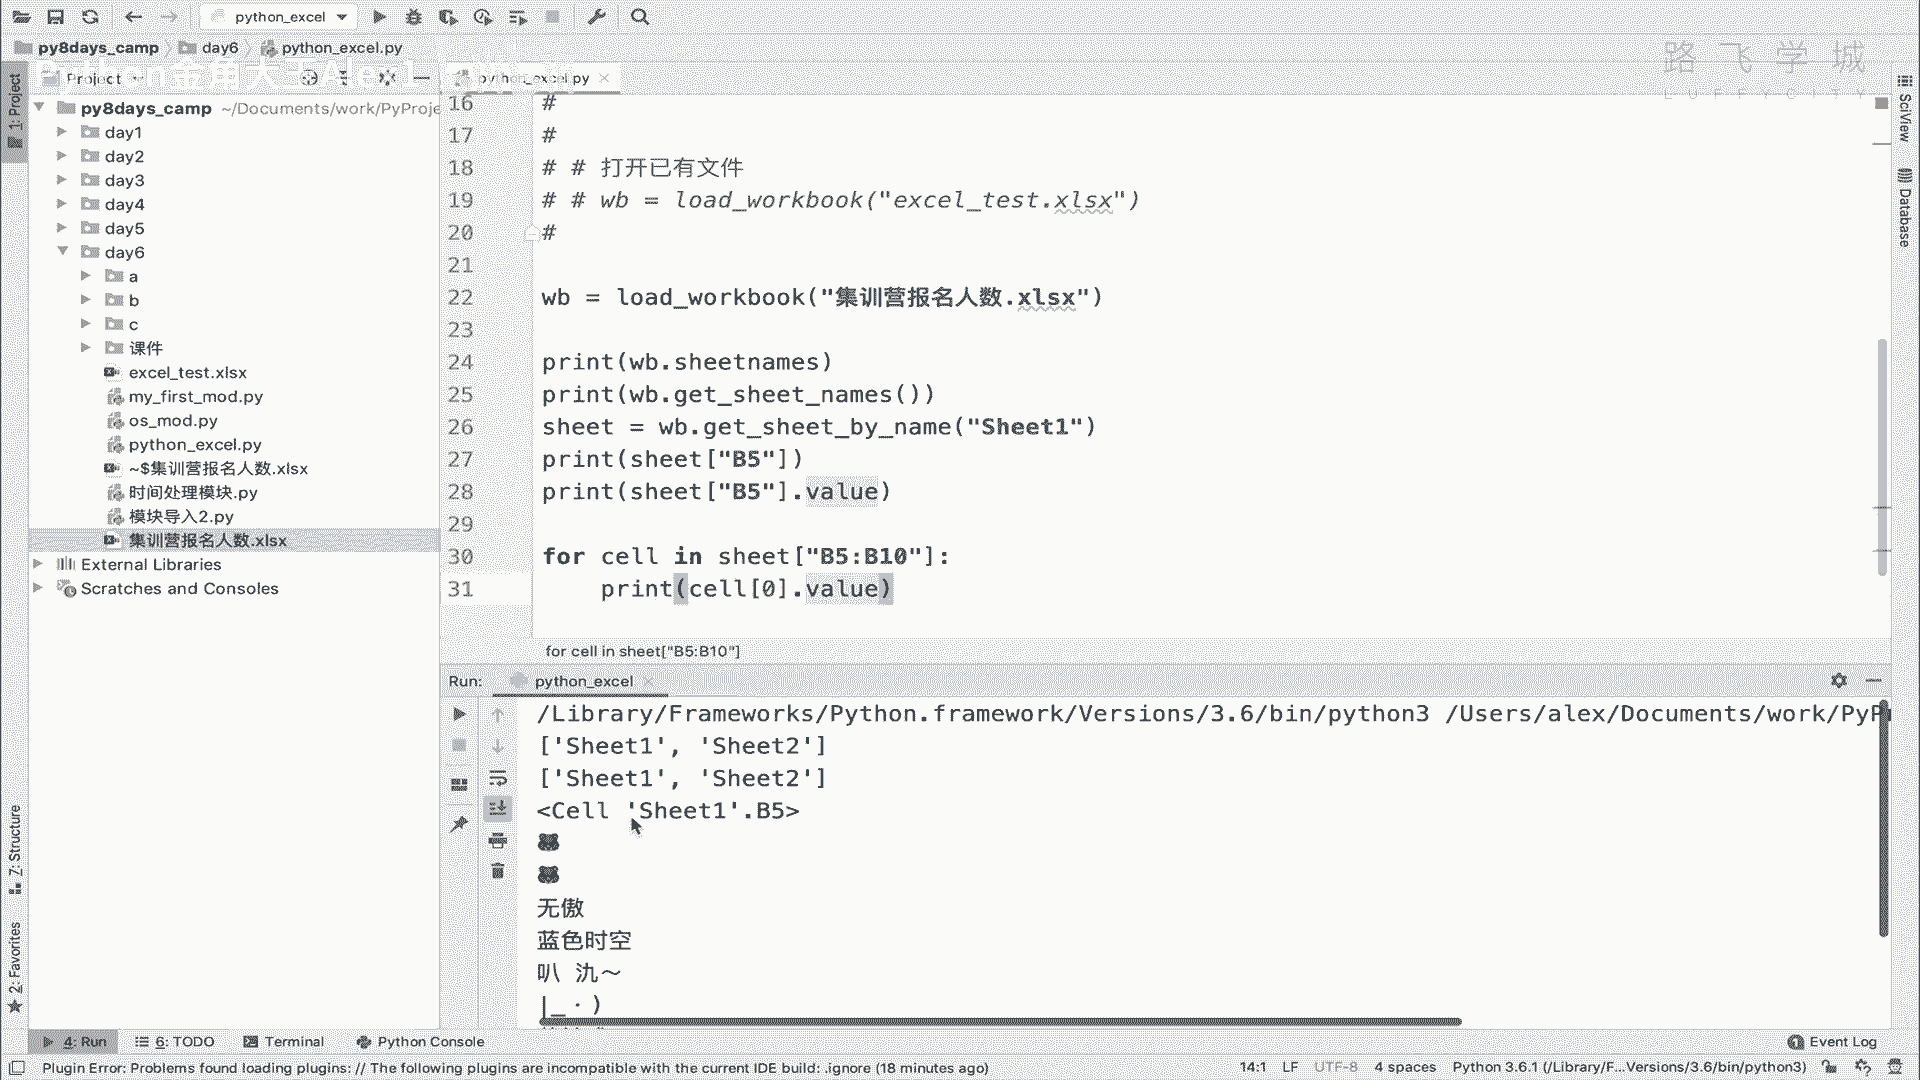 python_excel
py8days_camp day6 python_excel.py
路飞学城
LUFFYCITY
Python金角大王Alex1
Project
python_excel.py
1: Project
py8days_camp ~/Documents/work/PyProje
day1
day2
day3
day4
day5
day6
a
b
c
课件
excel_test.xlsx
my_first_mod.py
os_mod.py
python_excel.py
~$集训营报名人数.xlsx
时间处理模块.py
模块导入2.py
集训营报名人数.xlsx
External Libraries
Scratches and Consoles
16 #
17 #
18 # # 打开已有文件
19 # # wb = load_workbook("excel_test.xlsx")
20 #
21
22 wb = load_workbook("集训营报名人数.xlsx")
23
24 print(wb.sheetnames)
25 print(wb.get_sheet_names())
26 sheet = wb.get_sheet_by_name("Sheet1")
27 print(sheet["B5"])
28 print(sheet["B5"].value)
29
30 for cell in sheet["B5:B10"]:
31 print(cell[0].value)
for cell in sheet["B5:B10"]
SciView
Database
Run: python_excel
/Library/Frameworks/Python.framework/Versions/3.6/bin/python3 /Users/alex/Documents/work/PyP
['Sheet1', 'Sheet2']
['Sheet1', 'Sheet2']
<Cell 'Sheet1'.B5>
无傲
蓝色时空
叭 氿～
|_·)
7: Structure
2: Favorites
4: Run 6: TODO Terminal Python Console
1 Event Log
Plugin Error: Problems found loading plugins: // The following plugins are incompatible with the current IDE build: .ignore (18 minutes ago)
14:1 LF UTF-8 4 spaces Python 3.6.1 (/Library/F...Versions/3.6/bin/python3)